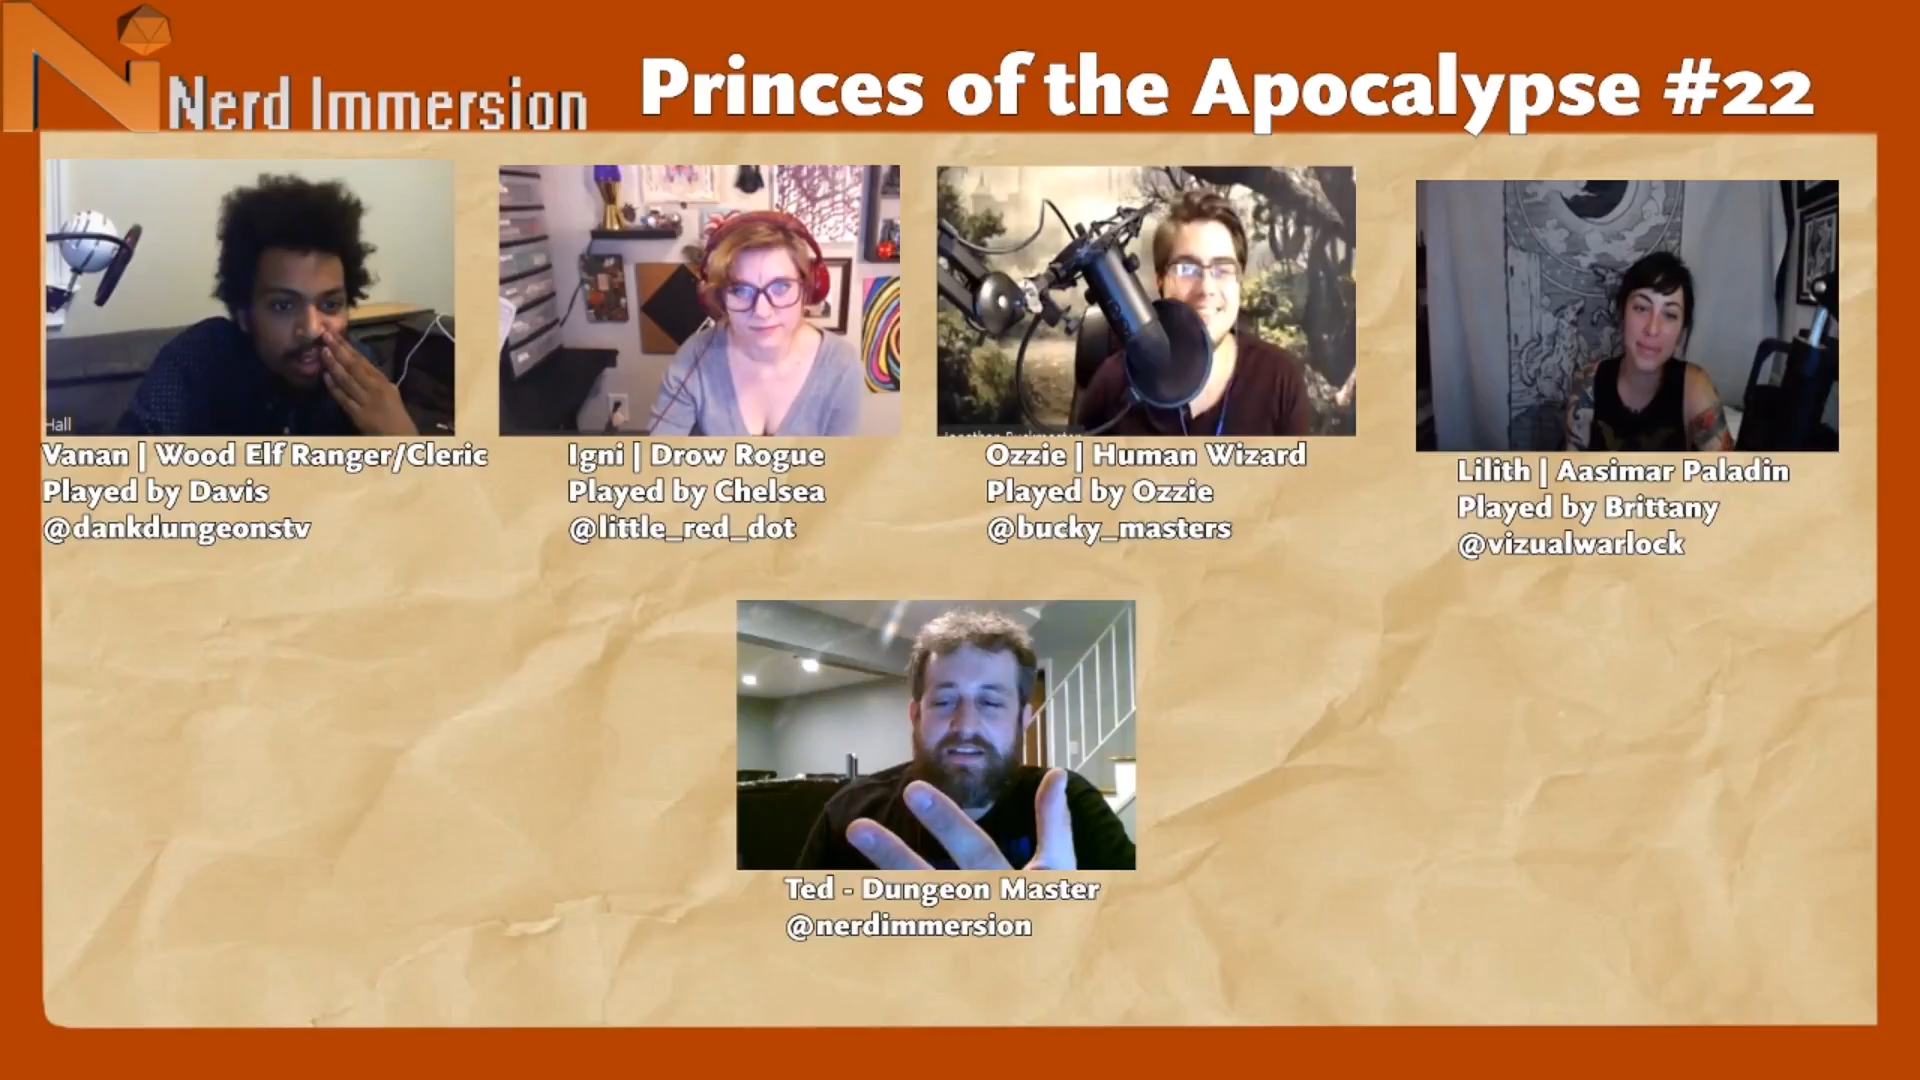 Nerd Immersion
Princes of the Apocalypse #22
Hall
Vanan | Wood Elf Ranger/Cleric
Played by Davis
@dankdungeonstv
Igni | Drow Rogue
Played by Chelsea
@little_red_dot
Ozzie | Human Wizard
Played by Ozzie
@bucky_masters
Lilith | Aasimar Paladin
Played by Brittany
@vizualwarlock
Ted - Dungeon Master
@nerdimmersion